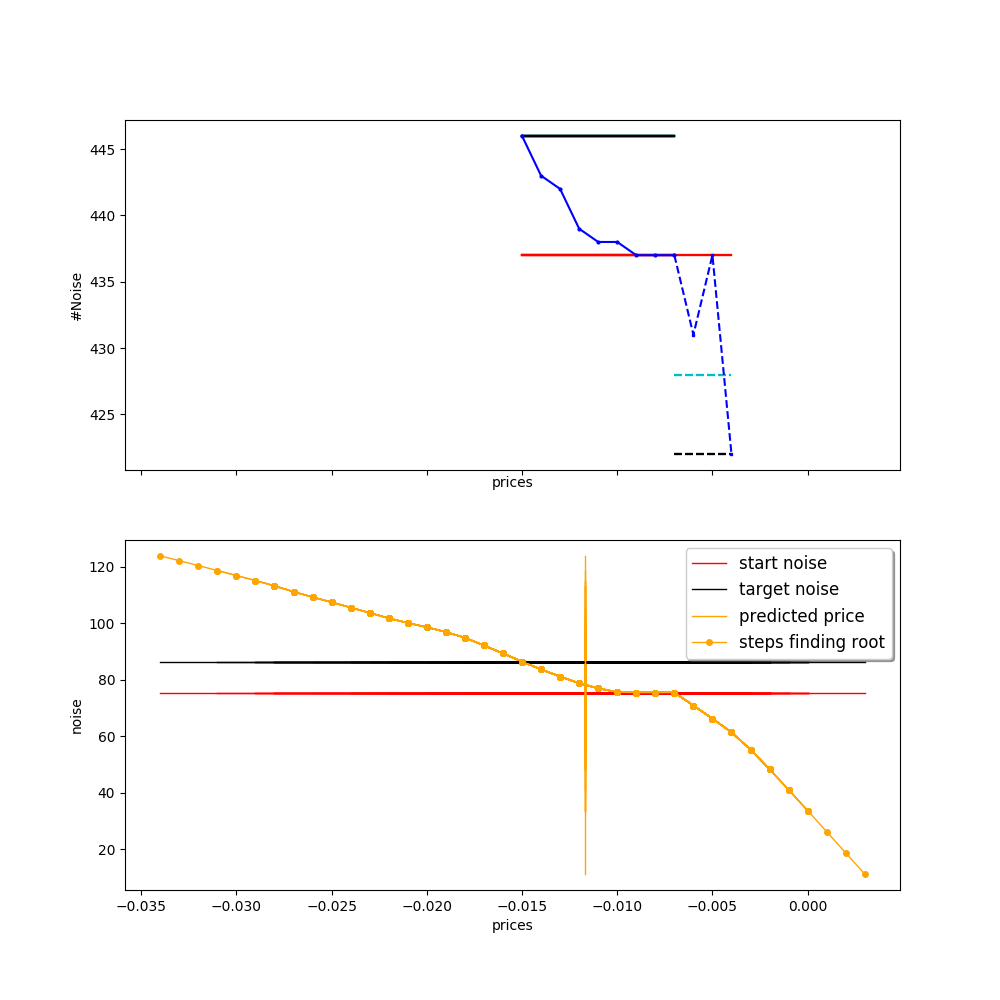 445
440
435
430
425
#Noise
prices
120
100
80
60
40
20
noise
start noise
target noise
predicted price
steps finding root
−0.035 −0.030 −0.025 −0.020 −0.015 −0.010 −0.005 0.000
prices